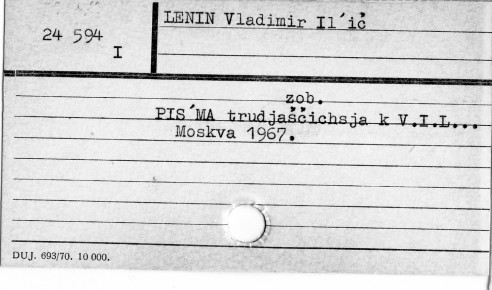 LENIN Vladimir Il´ič
24 594
I
zob.
PIS´MA trudjaščichsja k V.I.L...
Moskva 1967.
DUJ. 693/70. 10 000.